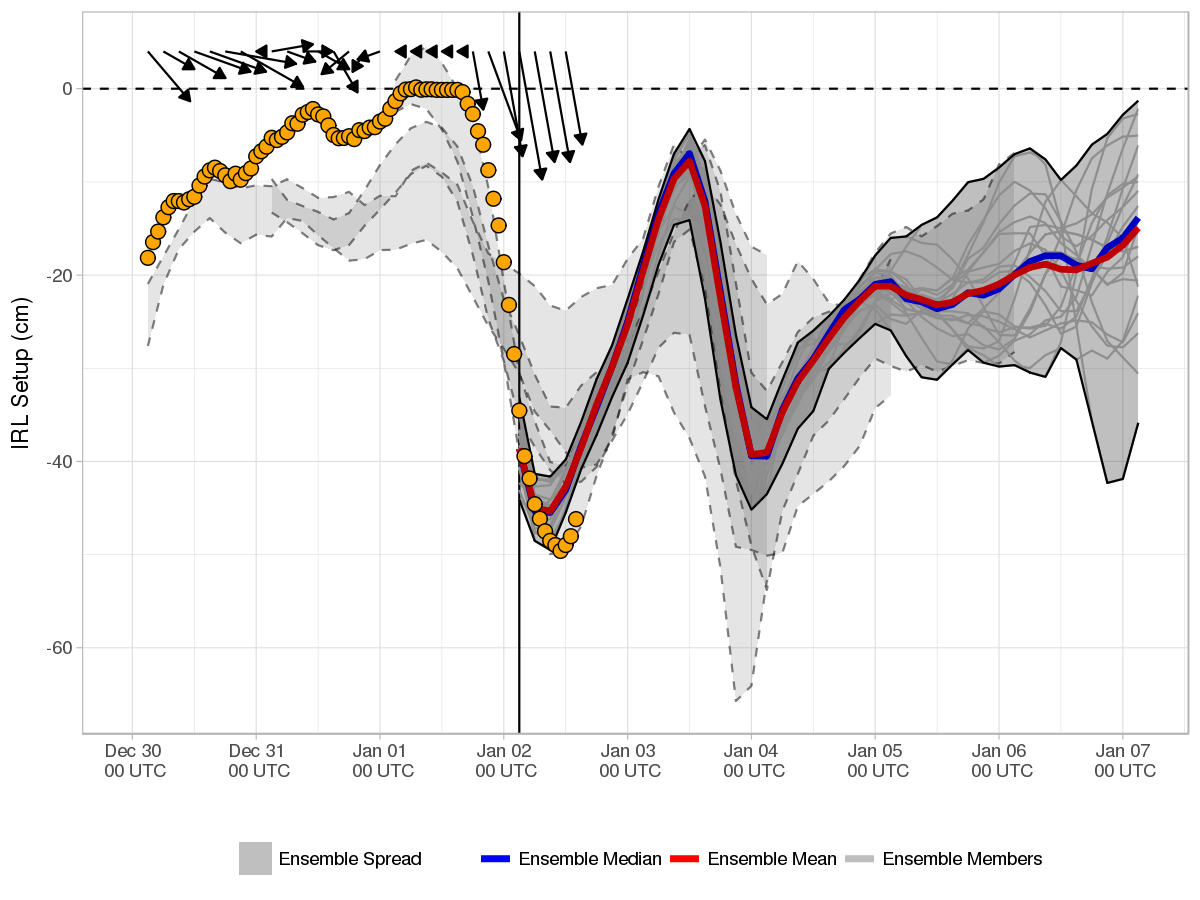 0
-20
-40
-60
IRL Setup (cm)
Dec 30 Dec 31 Jan 01 Jan 02 Jan 03 Jan 04 Jan 05 Jan 06 Jan 07
00 UTC 00 UTC 00 UTC 00 UTC 00 UTC 00 UTC 00 UTC 00 UTC 00 UTC
Ensemble Spread Ensemble Median Ensemble Mean Ensemble Members